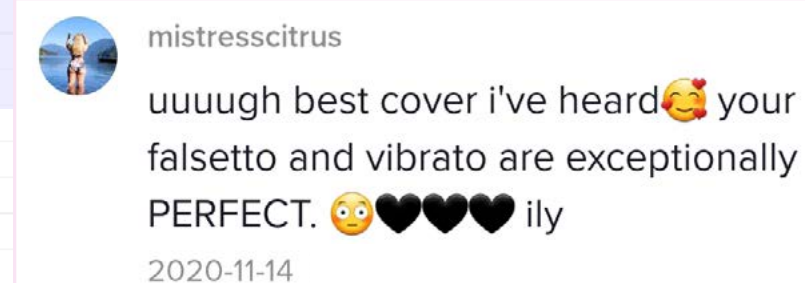 mistresscitrus
uuuugh best cover i've heard🥰 your
falsetto and vibrato are exceptionally
PERFECT. 😳🖤🖤🖤 ily
2020-11-14